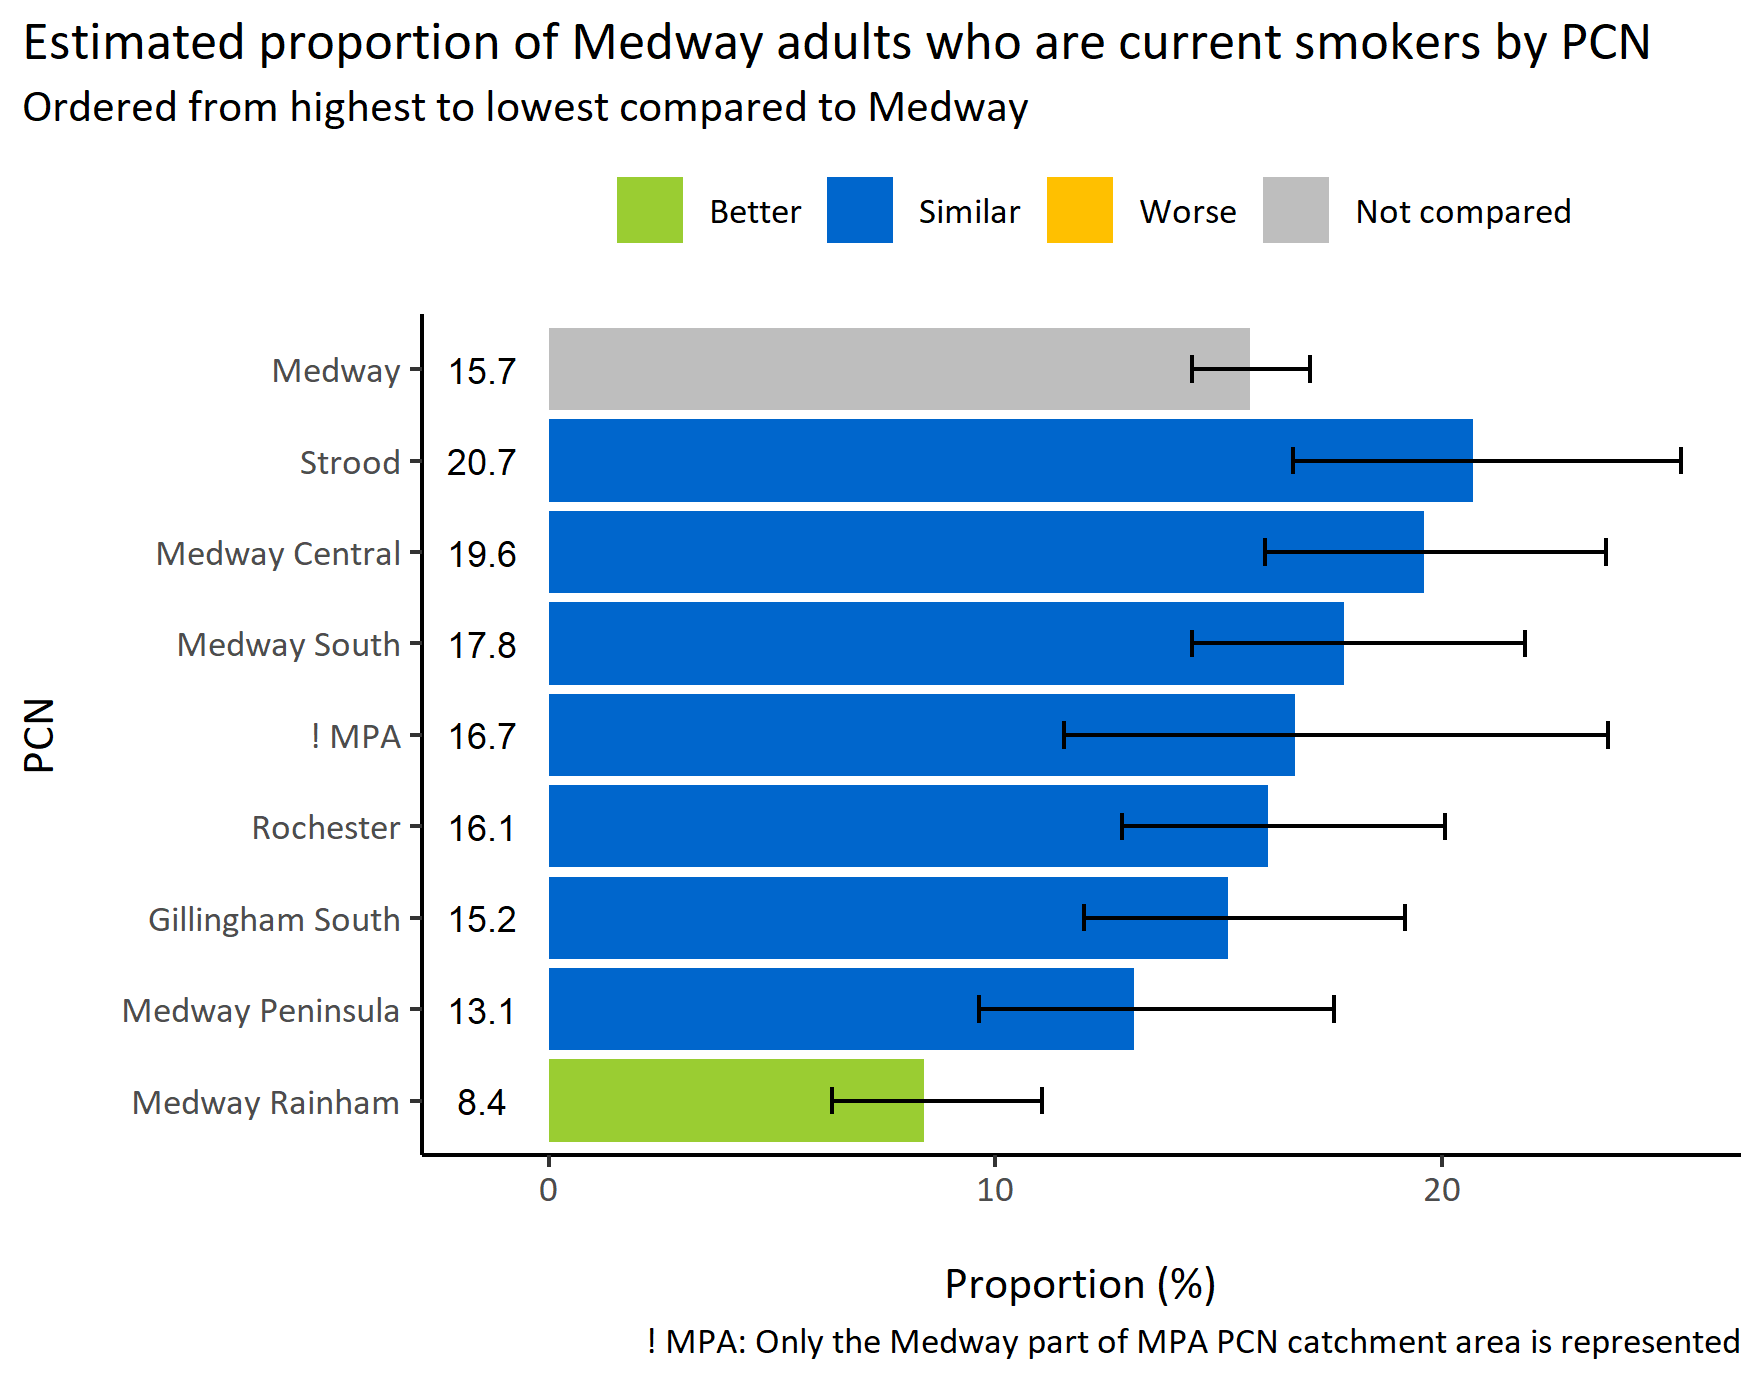 Estimated proportion of Medway adults who are current smokers by PCN
Ordered from highest to lowest compared to Medway
Better Similar Worse Not compared
Medway 15.7
Strood 20.7
Medway Central 19.6
Medway South 17.8
! MPA 16.7
Rochester 16.1
Gillingham South 15.2
Medway Peninsula 13.1
Medway Rainham 8.4
PCN
0 10 20
Proportion (%)
! MPA: Only the Medway part of MPA PCN catchment area is represented